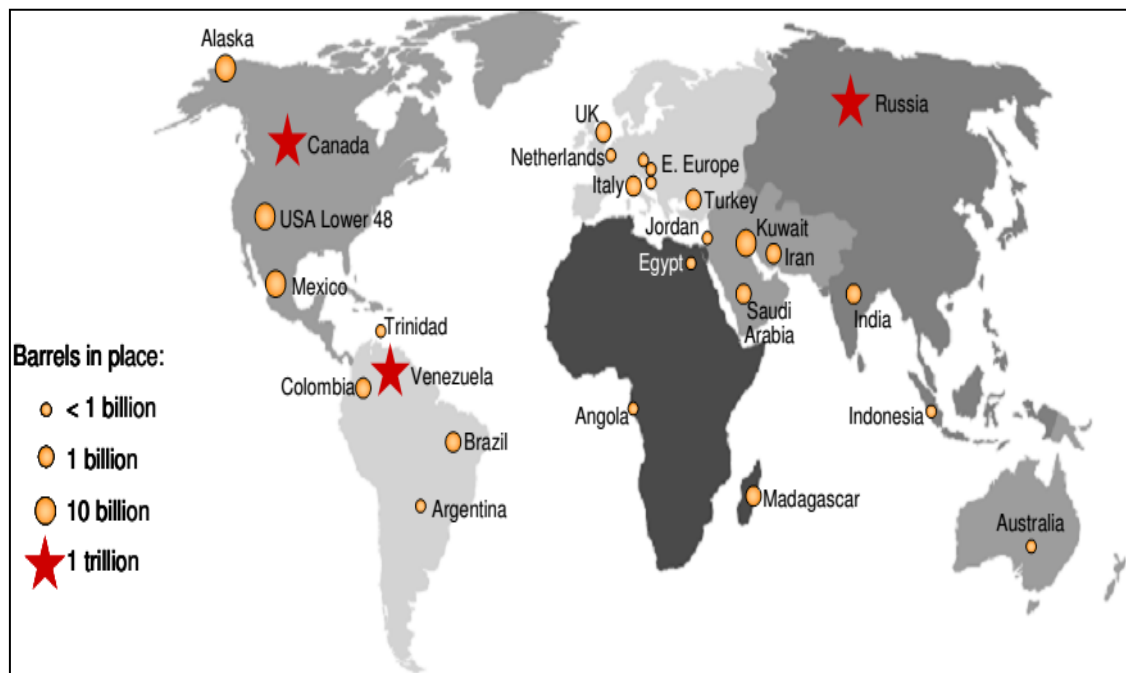 Alaska
Canada
Russia
UK
Netherlands
E. Europe
Italy
Turkey
USA Lower 48
Jordan
Kuwait
Iran
Egypt
Mexico
Saudi
Arabia
India
Trinidad
Barrels in place:
Colombia
Venezuela
< 1 billion
Angola
Indonesia
1 billion
Brazil
10 billion
Argentina
Madagascar
Australia
1 trillion